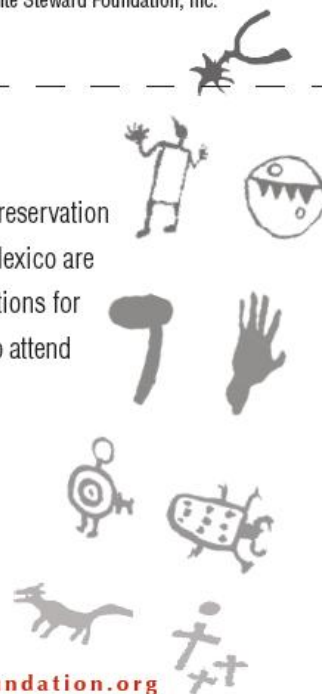 ite Steward Foundation, Inc.
reservation
lexico are
tions for
o attend
ndation.org